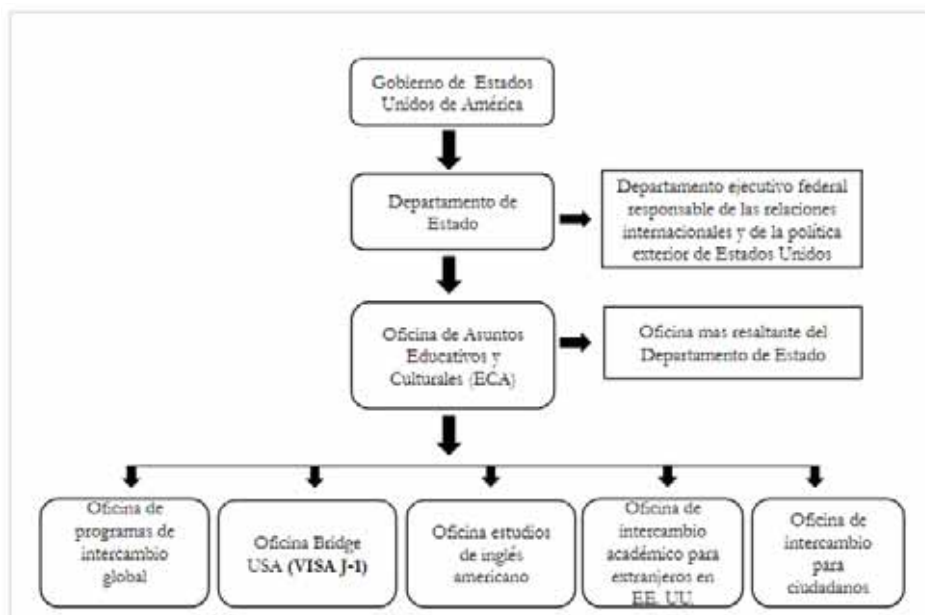 Gobierno de Estados
Unidos de América
Departamento de
Estado
Departamento ejecutivo federal
responsable de las relaciones
internacionales y de la política
exterior de Estados Unidos
Oficina de Asuntos
Educativos y
Culturales (ECA)
Oficina mas resaltante del
Departamento de Estado
Oficina de
programas de
intercambio
global
Oficina Bridge
USA (VISA J-1)
Oficina estudios
de inglés
americano
Oficina de
intercambio
académico para
extranjeros en
EE. UU.
Oficina de
intercambio
para
ciudadanos